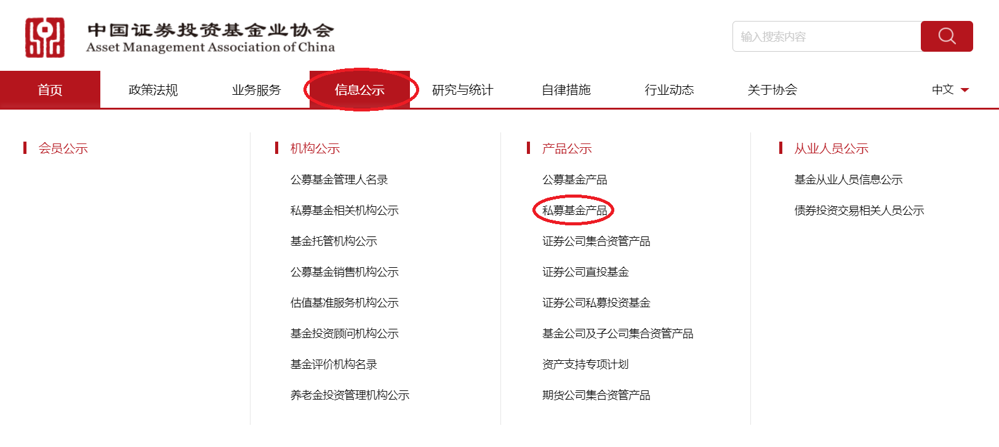 中国证券投资基金业协会
Asset Management Association of China
输入搜索内容
首页 政策法规 业务服务 信息公示 研究与统计 自律措施 行业动态 关于协会 中文
会员公示
机构公示
公募基金管理人名录
私募基金相关机构公示
基金托管机构公示
公募基金销售机构公示
估值基准服务机构公示
基金投资顾问机构公示
基金评价机构名录
养老金投资管理机构公示
产品公示
公募基金产品
私募基金产品
证券公司集合资管产品
证券公司直投基金
证券公司私募投资基金
基金公司及子公司集合资管产品
资产支持专项计划
期货公司集合资管产品
从业人员公示
基金从业人员信息公示
债券投资交易相关人员公示